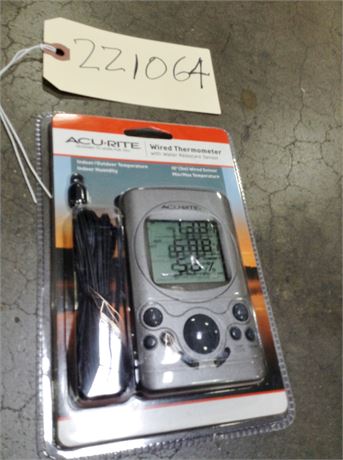 221064
ACU·RITE
Wired Thermometer
with Water Resistant Sensor
Indoor/Outdoor Temperature
Indoor Humidity
10' (3m) Wired Sensor
Min/Max Temperature
ACU·RITE